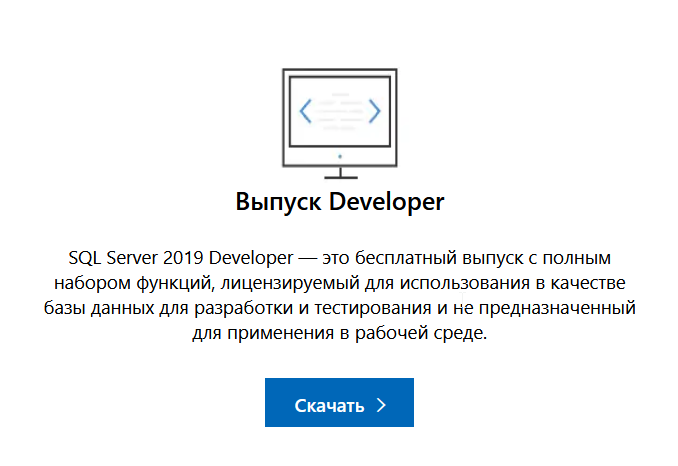 Выпуск Developer
SQL Server 2019 Developer — это бесплатный выпуск с полным
набором функций, лицензируемый для использования в качестве
базы данных для разработки и тестирования и не предназначенный
для применения в рабочей среде.
Скачать